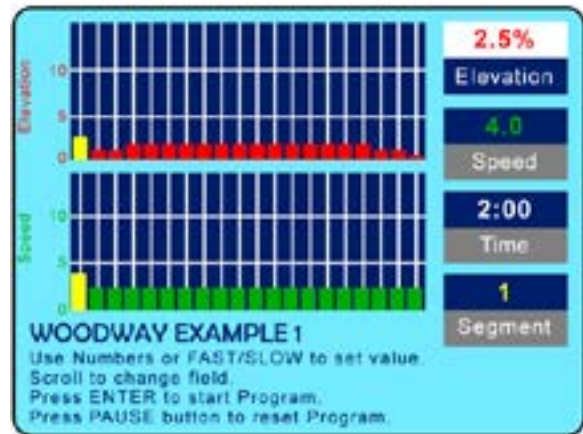 Elevation
10
5
0
2.5%
Elevation
4.0
Speed
Speed
10
5
0
2:00
Time
1
Segment
WOODWAY EXAMPLE 1
Use Numbers or FAST/SLOW to set value.
Scroll to change field.
Press ENTER to start Program.
Press PAUSE button to reset Program.